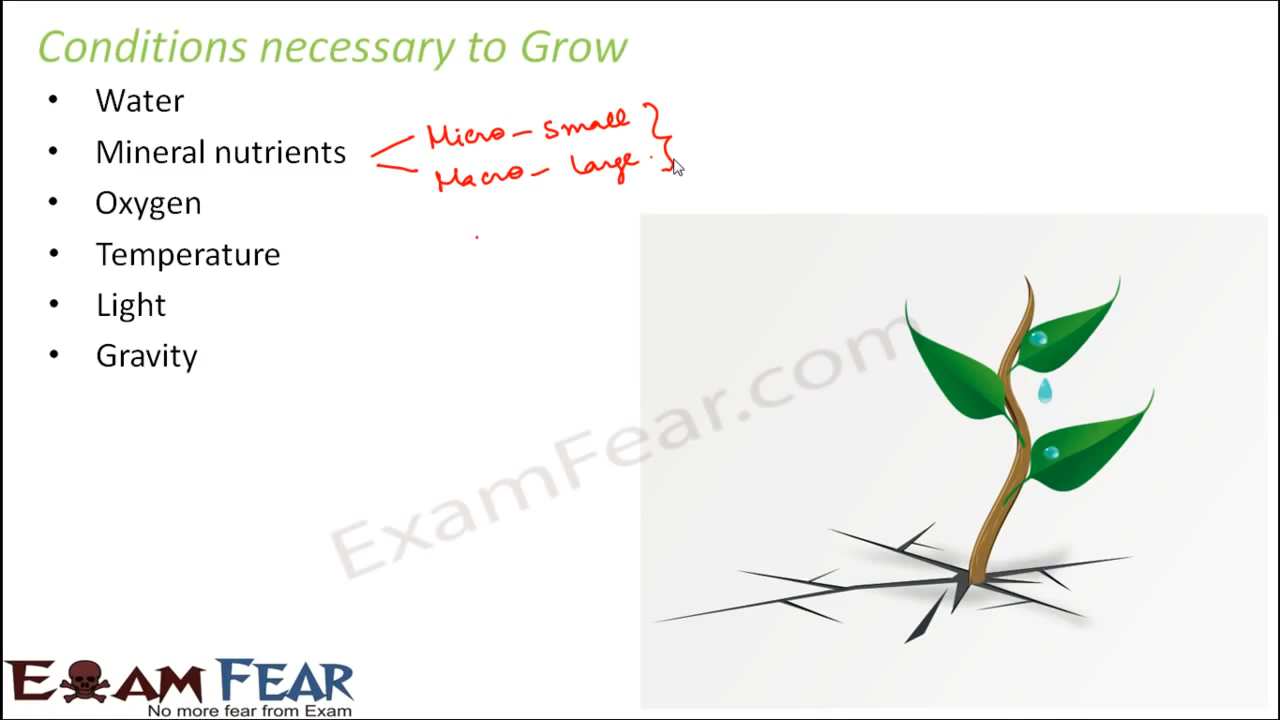 Conditions necessary to Grow
• Water
• Mineral nutrients
Micro - small
Macro - large.
• Oxygen
• Temperature
• Light
• Gravity
ExamFear.com
EXAM FEAR
No more fear from Exam